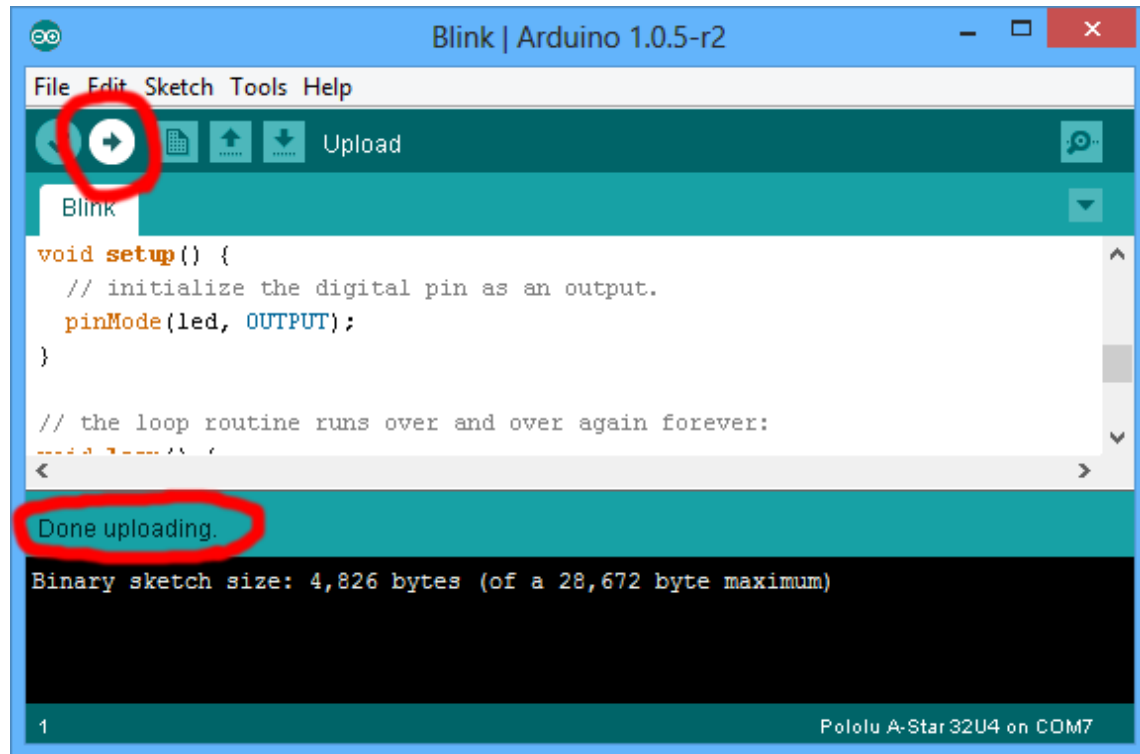 Blink | Arduino 1.0.5-r2
File Edit Sketch Tools Help
Upload
Blink
void setup() {
  // initialize the digital pin as an output.
  pinMode(led, OUTPUT);
}
// the loop routine runs over and over again forever:
Done uploading.
Binary sketch size: 4,826 bytes (of a 28,672 byte maximum)
1
Pololu A-Star 32U4 on COM7